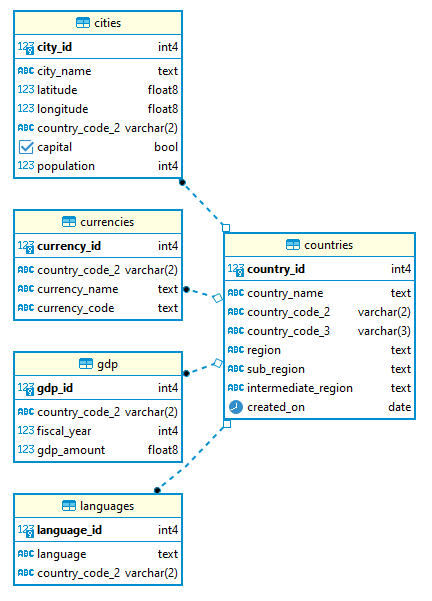 cities
123 city_id int4
ABC city_name text
123 latitude float8
123 longitude float8
ABC country_code_2 varchar(2)
capital bool
123 population int4
currencies
123 currency_id int4
ABC country_code_2 varchar(2)
ABC currency_name text
ABC currency_code text
gdp
123 gdp_id int4
ABC country_code_2 varchar(2)
123 fiscal_year int4
123 gdp_amount float8
languages
123 language_id int4
ABC language text
ABC country_code_2 varchar(2)
countries
123 country_id int4
ABC country_name text
ABC country_code_2 varchar(2)
ABC country_code_3 varchar(3)
ABC region text
ABC sub_region text
ABC intermediate_region text
created_on date